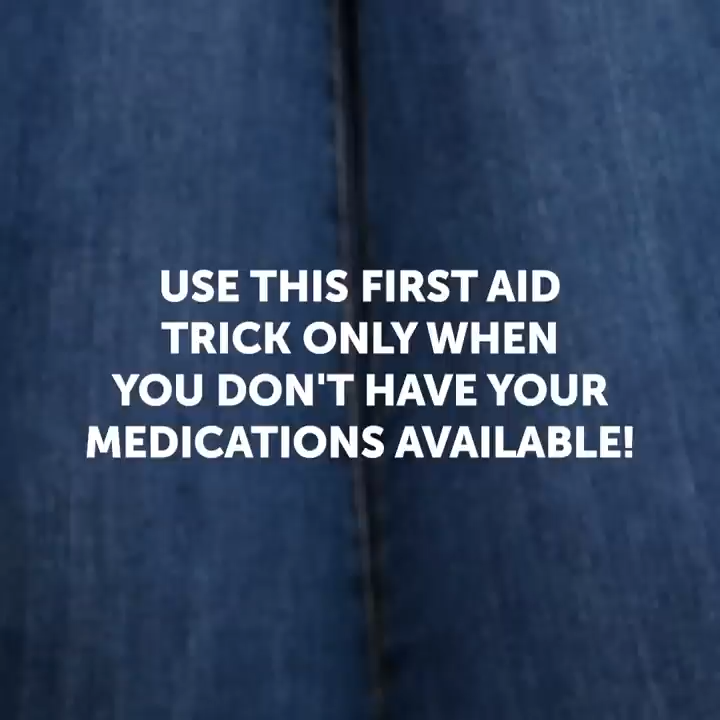 USE THIS FIRST AID
TRICK ONLY WHEN
YOU DON'T HAVE YOUR
MEDICATIONS AVAILABLE!